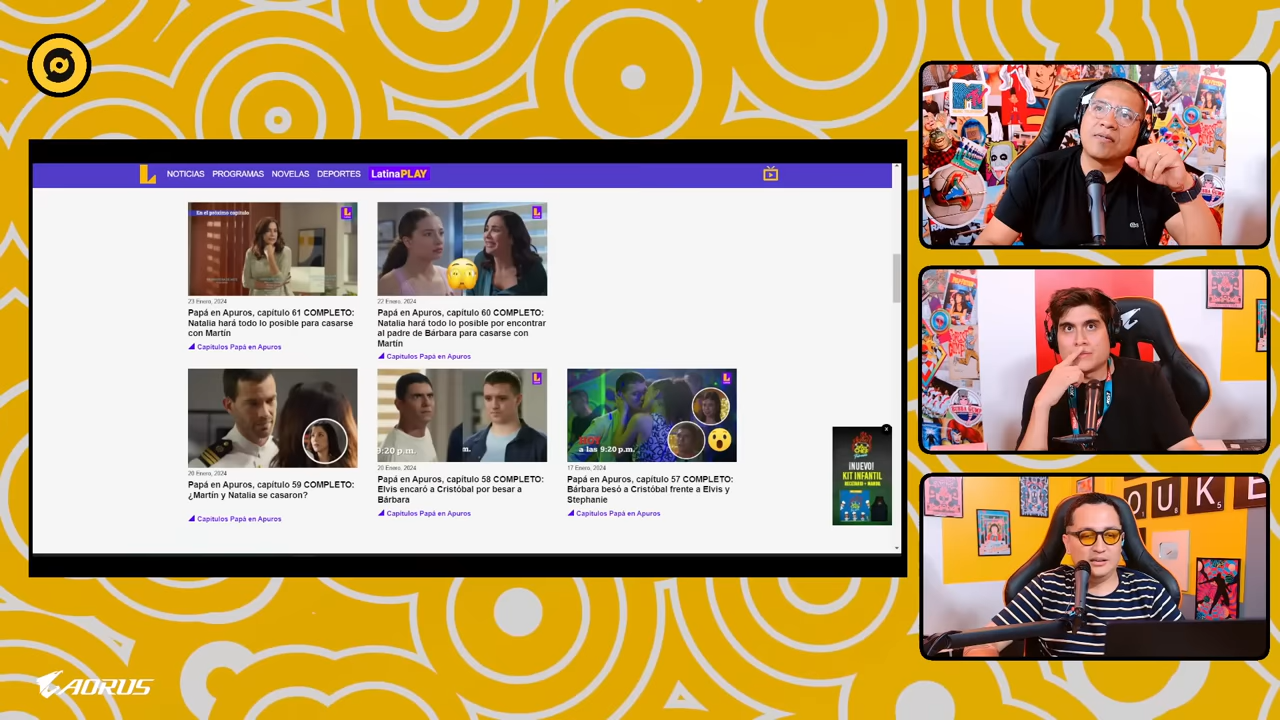 NOTICIAS PROGRAMAS NOVELAS DEPORTES LatinaPLAY
En el próximo capítulo
23 Enero, 2024
Papá en Apuros, capítulo 61 COMPLETO:
Natalia hará todo lo posible para casarse
con Martín
Capítulos Papá en Apuros
22 Enero, 2024
Papá en Apuros, capítulo 60 COMPLETO:
Natalia hará todo lo posible por encontrar
al padre de Bárbara para casarse con
Martín
Capítulos Papá en Apuros
20 Enero, 2024
Papá en Apuros, capítulo 59 COMPLETO:
¿Martín y Natalia se casaron?
Capítulos Papá en Apuros
9:20 p.m.
m.
20 Enero, 2024
Papá en Apuros, capítulo 58 COMPLETO:
Elvis encaró a Cristóbal por besar a
Bárbara
Capítulos Papá en Apuros
HOY
a las 9:20 p.m.
17 Enero, 2024
Papá en Apuros, capítulo 57 COMPLETO:
Bárbara besó a Cristóbal frente a Elvis y
Stephanie
Capítulos Papá en Apuros
x
¡NUEVO!
KIT INFANTIL
MTV
OUKE
AORUS